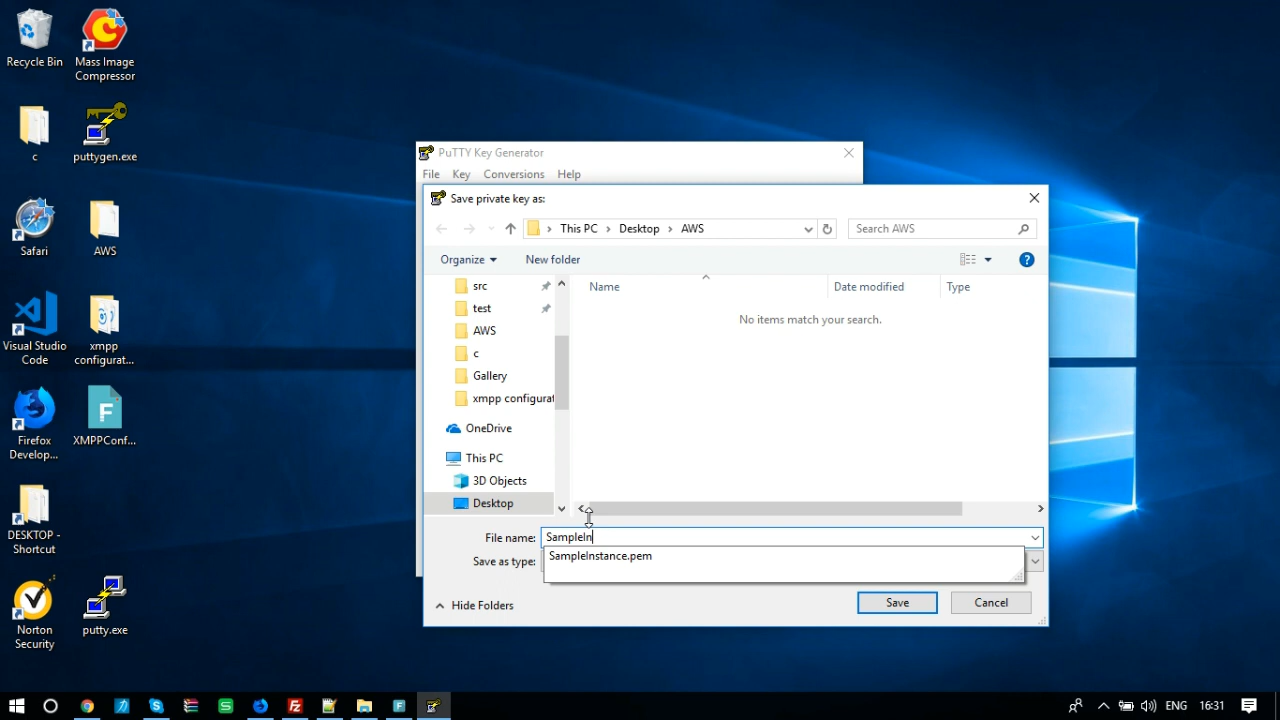 Recycle Bin
Mass Image
Compressor
c
puttygen.exe
Safari
AWS
Visual Studio
Code
xmpp
configurat...
Firefox
Develop...
XMPPConf...
DESKTOP -
Shortcut
Norton
Security
putty.exe
PuTTY Key Generator
File
Key
Conversions
Help
Save private key as:
This PC
Desktop
AWS
Search AWS
Organize
New folder
src
test
AWS
c
Gallery
xmpp configurat
OneDrive
This PC
3D Objects
Desktop
Name
Date modified
Type
No items match your search.
File name:
SampleIn
SampleInstance.pem
Save as type:
Hide Folders
Save
Cancel
ENG
16:31